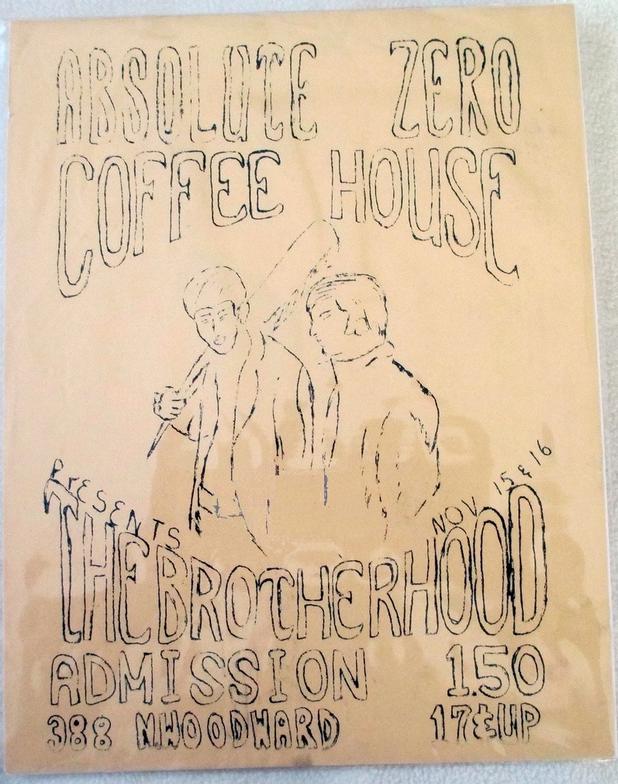 ABSOLUTE ZERO
COFFEE HOUSE
PRESENTS
NOV 15 & 16
THE BROTHERHOOD
ADMISSION 1.50
388 N.WOODWARD 17 & UP